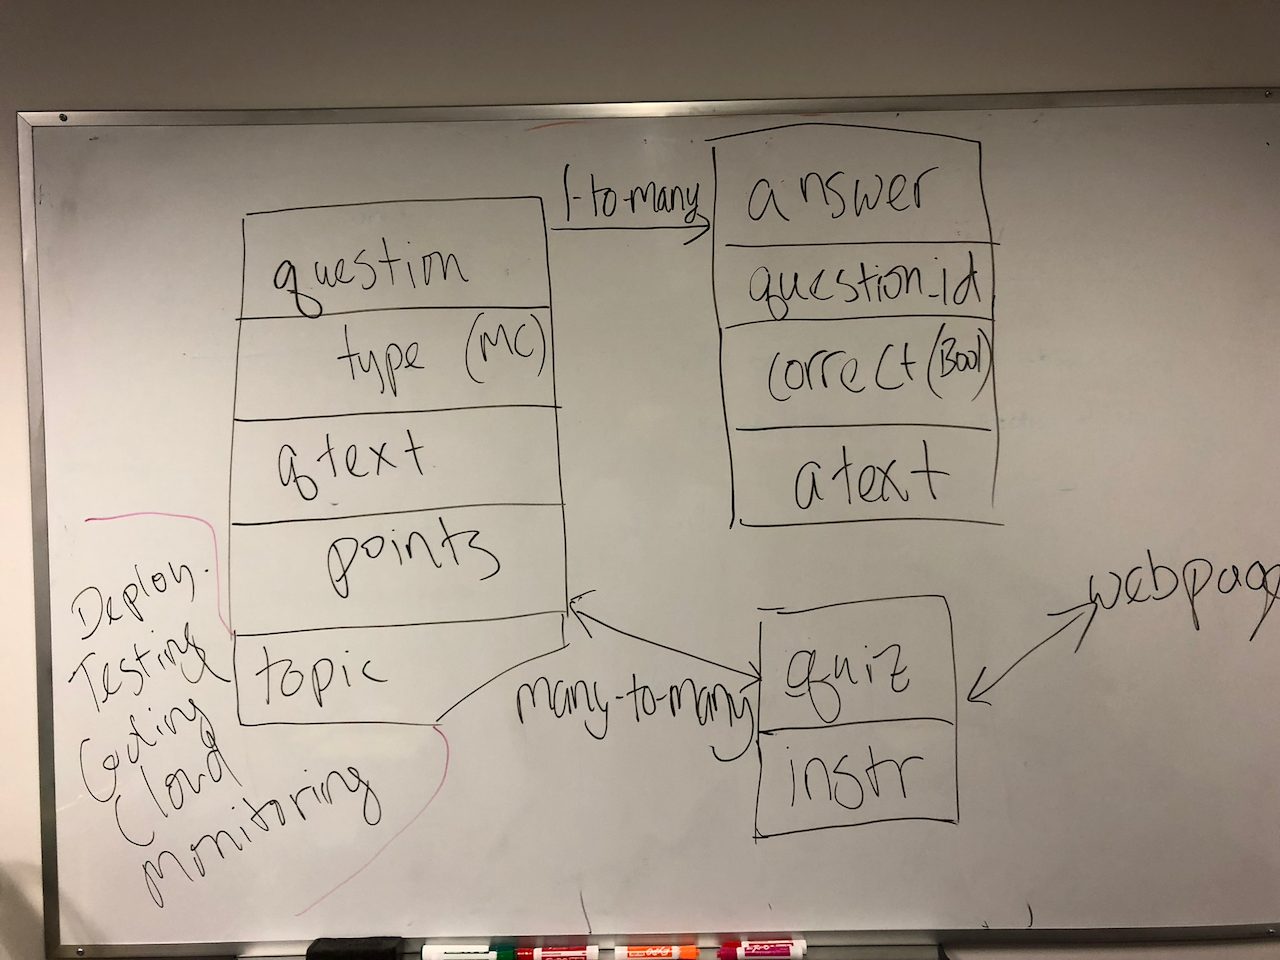 question
type (MC)
qtext
points
topic
1-to-many
answer
question_id
correct (Bool)
atext
many-to-many
quiz
instr
webpage
Deploy.
Testing
Coding
Cloud
monitoring